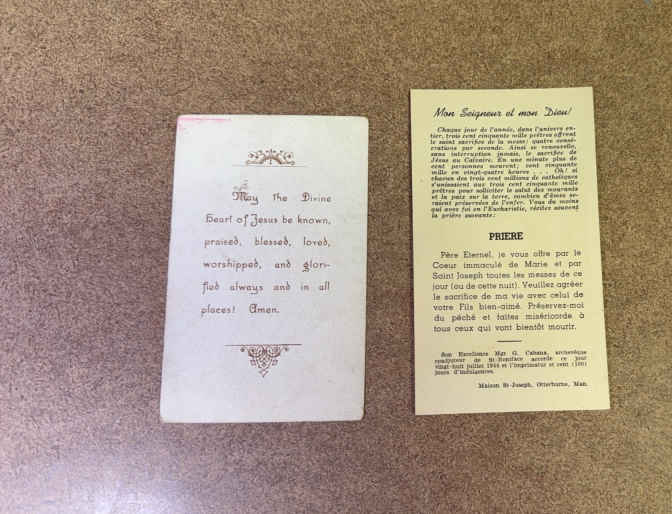 May the Divine
Heart of Jesus be known,
praised, blessed, loved,
worshipped, and glori-
fied always and in all
places! Amen.
Mon Seigneur et mon Dieu!
Chaque jour de l'année, dans l'univers en-
tier, trois cent cinquante mille prêtres offrent
le saint sacrifice de la messe: quatre consé-
crations par seconde. Ainsi se renouvelle,
sans interruption jamais, le sacrifice de
Jésus au Calvaire. En une minute plus de
cent personnes meurent; cent cinquante
mille en vingt-quatre heures . . . Oh! si
chacun des trois cent millions de catholiques
s'unissaient aux trois cent cinquante mille
prêtres pour solliciter le salut des mourants
et la paix sur la terre, combien d'âmes se-
raient préservées de l'enfer. Vous du moins
qui avez foi en l'Eucharistie, récitez souvent
la prière suivante:
PRIERE
Père Eternel, je vous offre par le
Coeur immaculé de Marie et par
Saint Joseph toutes les messes de ce
jour (ou de cette nuit). Veuillez agréer
le sacrifice de ma vie avec celui de
votre Fils bien-aimé. Préservez-moi
du péché et faites miséricorde à
tous ceux qui vont bientôt mourir.
Son Excellence Mgr G. Cabana, archevêque
coadjuteur de St-Boniface accorde ce jour
vingt-huit juillet 1944 et l'imprimatur et cent (100)
jours d'indulgences.
Maison St-Joseph, Otterburne, Man.